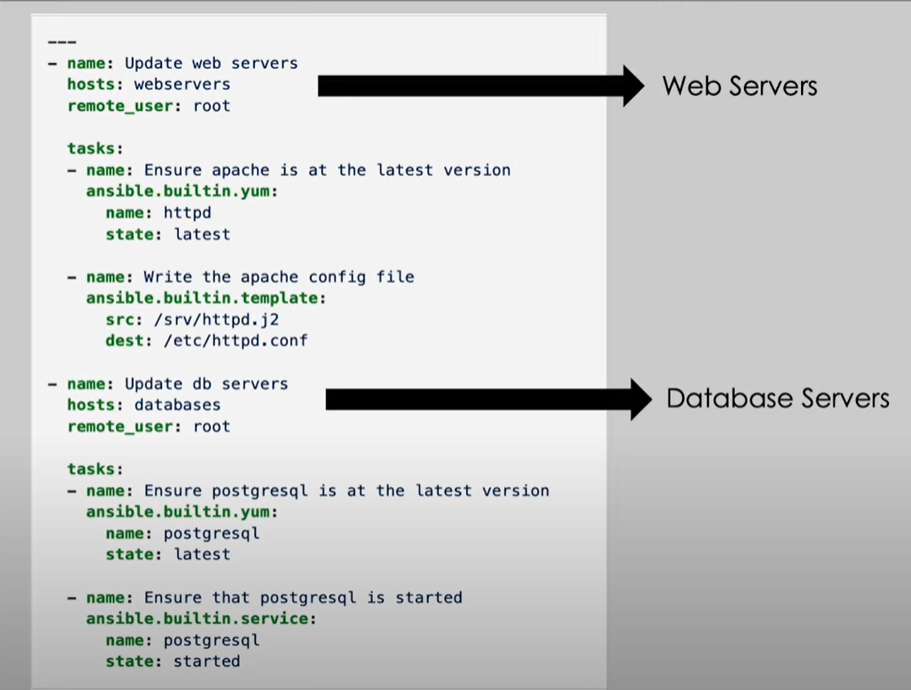 ---
- name: Update web servers
  hosts: webservers
  remote_user: root

  tasks:
  - name: Ensure apache is at the latest version
    ansible.builtin.yum:
      name: httpd
      state: latest

  - name: Write the apache config file
    ansible.builtin.template:
      src: /srv/httpd.j2
      dest: /etc/httpd.conf

- name: Update db servers
  hosts: databases
  remote_user: root

  tasks:
  - name: Ensure postgresql is at the latest version
    ansible.builtin.yum:
      name: postgresql
      state: latest

  - name: Ensure that postgresql is started
    ansible.builtin.service:
      name: postgresql
      state: started
Web Servers
Database Servers